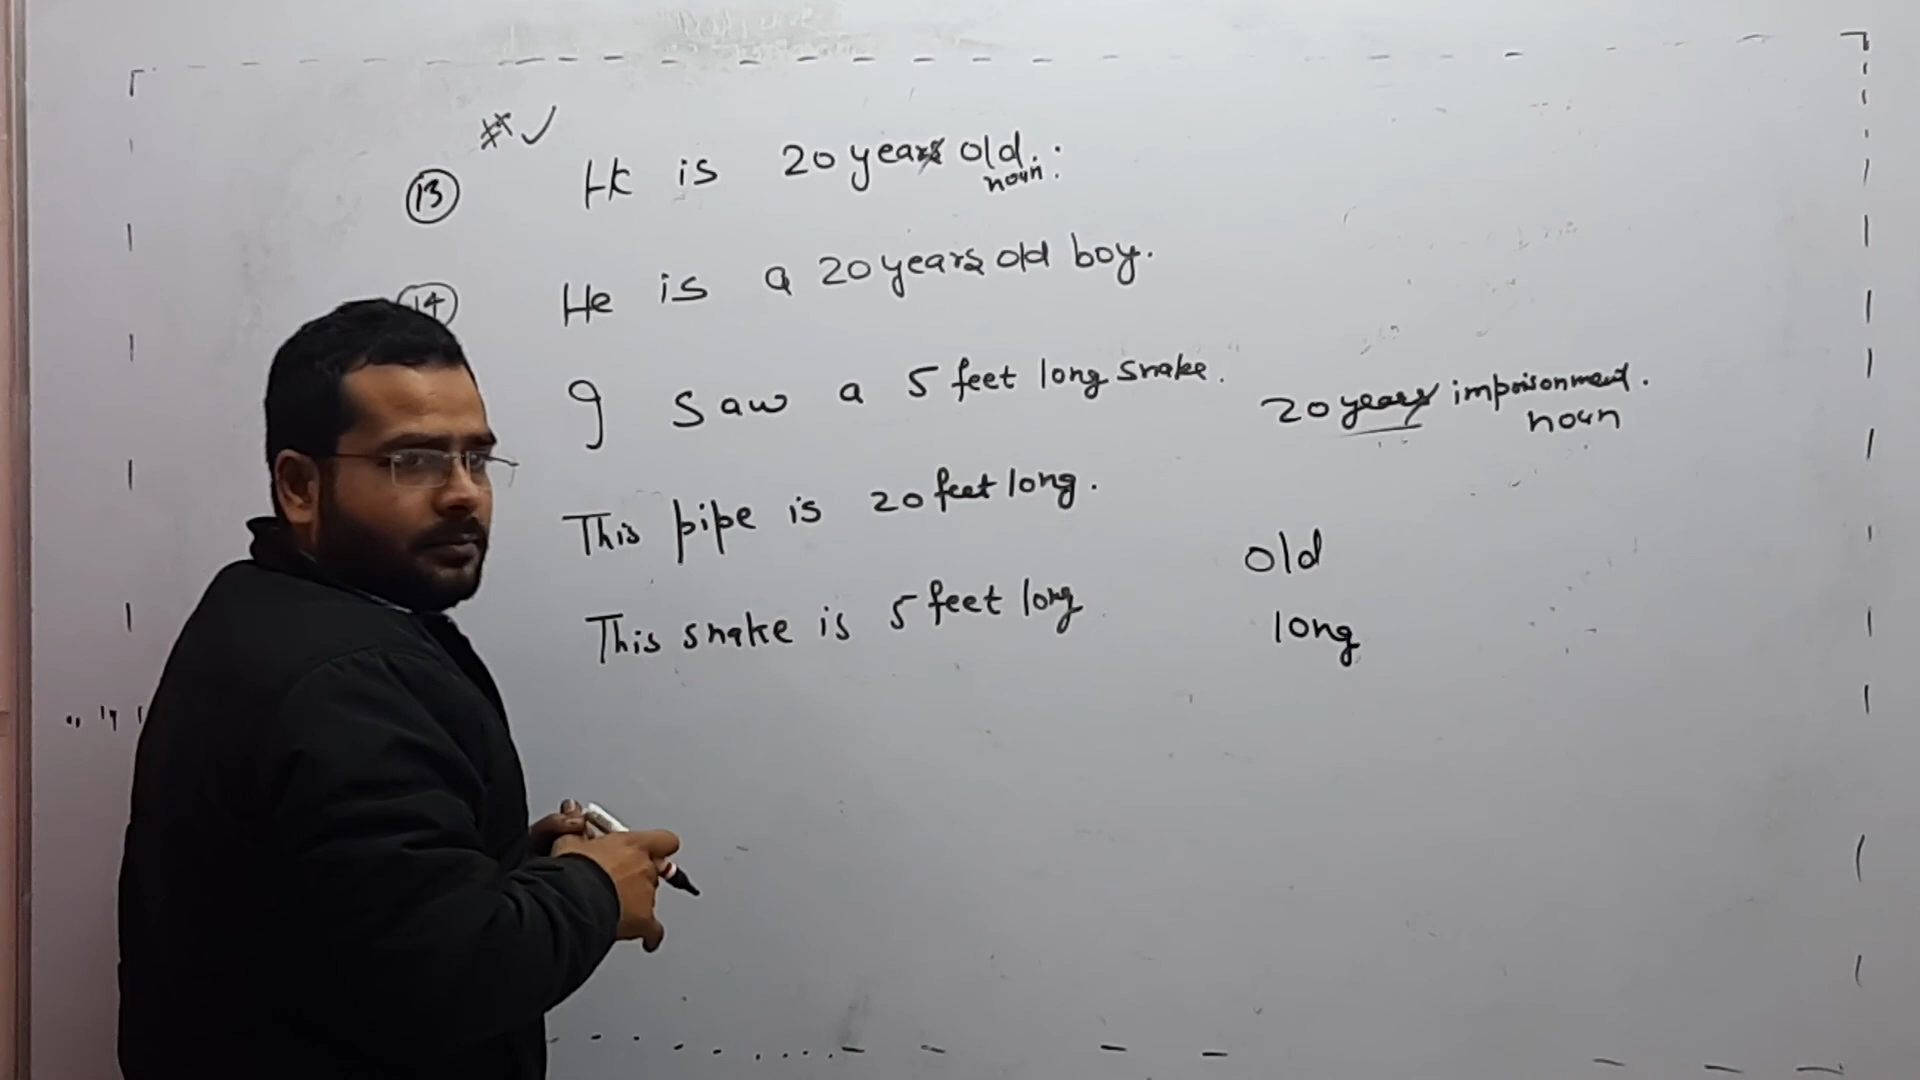 13 He is 20 years old.
noun.
14 He is a 20 years old boy.
I saw a 5 feet long snake.
20 years imprisonment.
noun
This pipe is 20 feet long.
old
This snake is 5 feet long
long